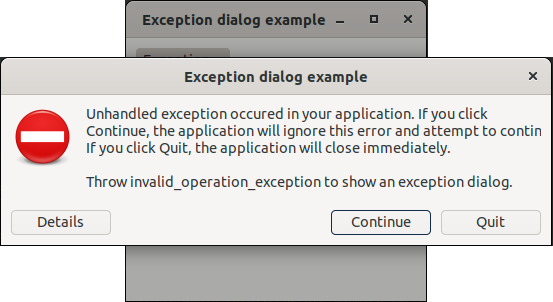 Exception dialog example
Exception dialog example
Unhandled exception occured in your application. If you click
Continue, the application will ignore this error and attempt to contin
If you click Quit, the application will close immediately.
Throw invalid_operation_exception to show an exception dialog.
Details
Continue
Quit